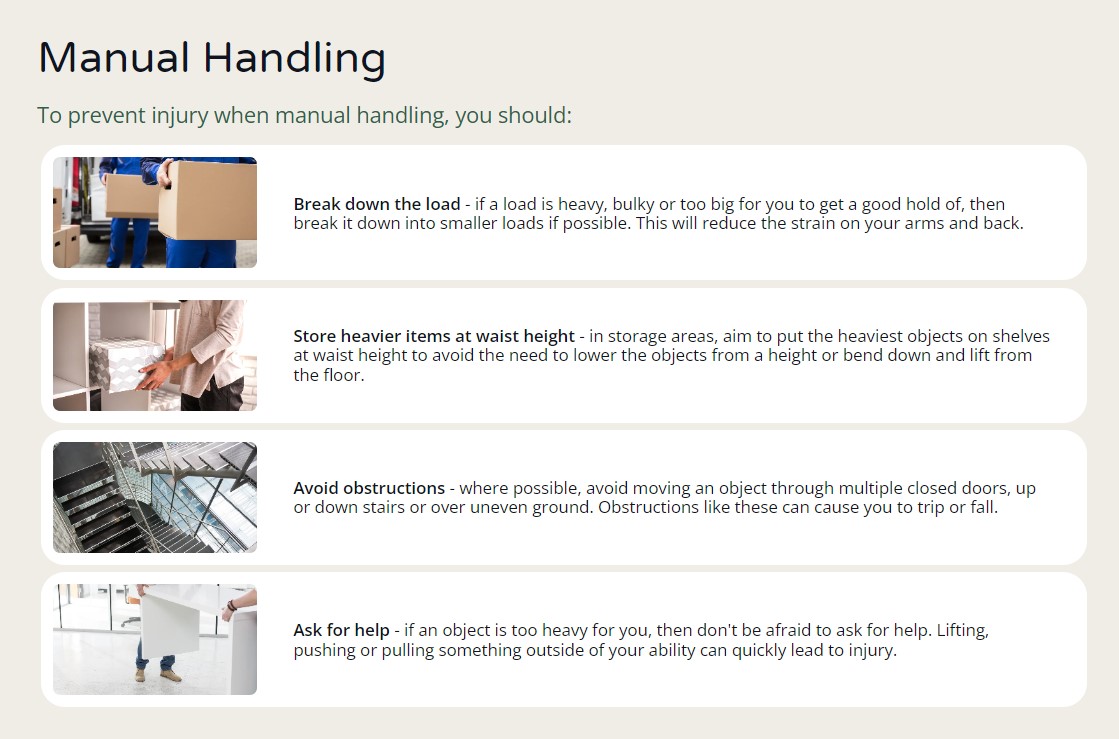 Manual Handling
To prevent injury when manual handling, you should:
Break down the load - if a load is heavy, bulky or too big for you to get a good hold of, then
break it down into smaller loads if possible. This will reduce the strain on your arms and back.
Store heavier items at waist height - in storage areas, aim to put the heaviest objects on shelves
at waist height to avoid the need to lower the objects from a height or bend down and lift from
the floor.
Avoid obstructions - where possible, avoid moving an object through multiple closed doors, up
or down stairs or over uneven ground. Obstructions like these can cause you to trip or fall.
Ask for help - if an object is too heavy for you, then don't be afraid to ask for help. Lifting,
pushing or pulling something outside of your ability can quickly lead to injury.